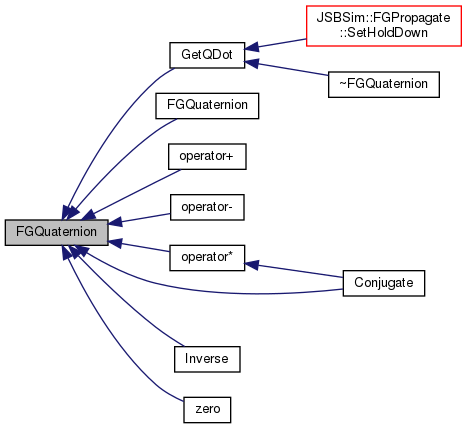 JSBSim::FGPropagate
::SetHoldDown
GetQDot
~FGQuaternion
FGQuaternion
operator+
operator-
FGQuaternion
operator*
Conjugate
Inverse
zero